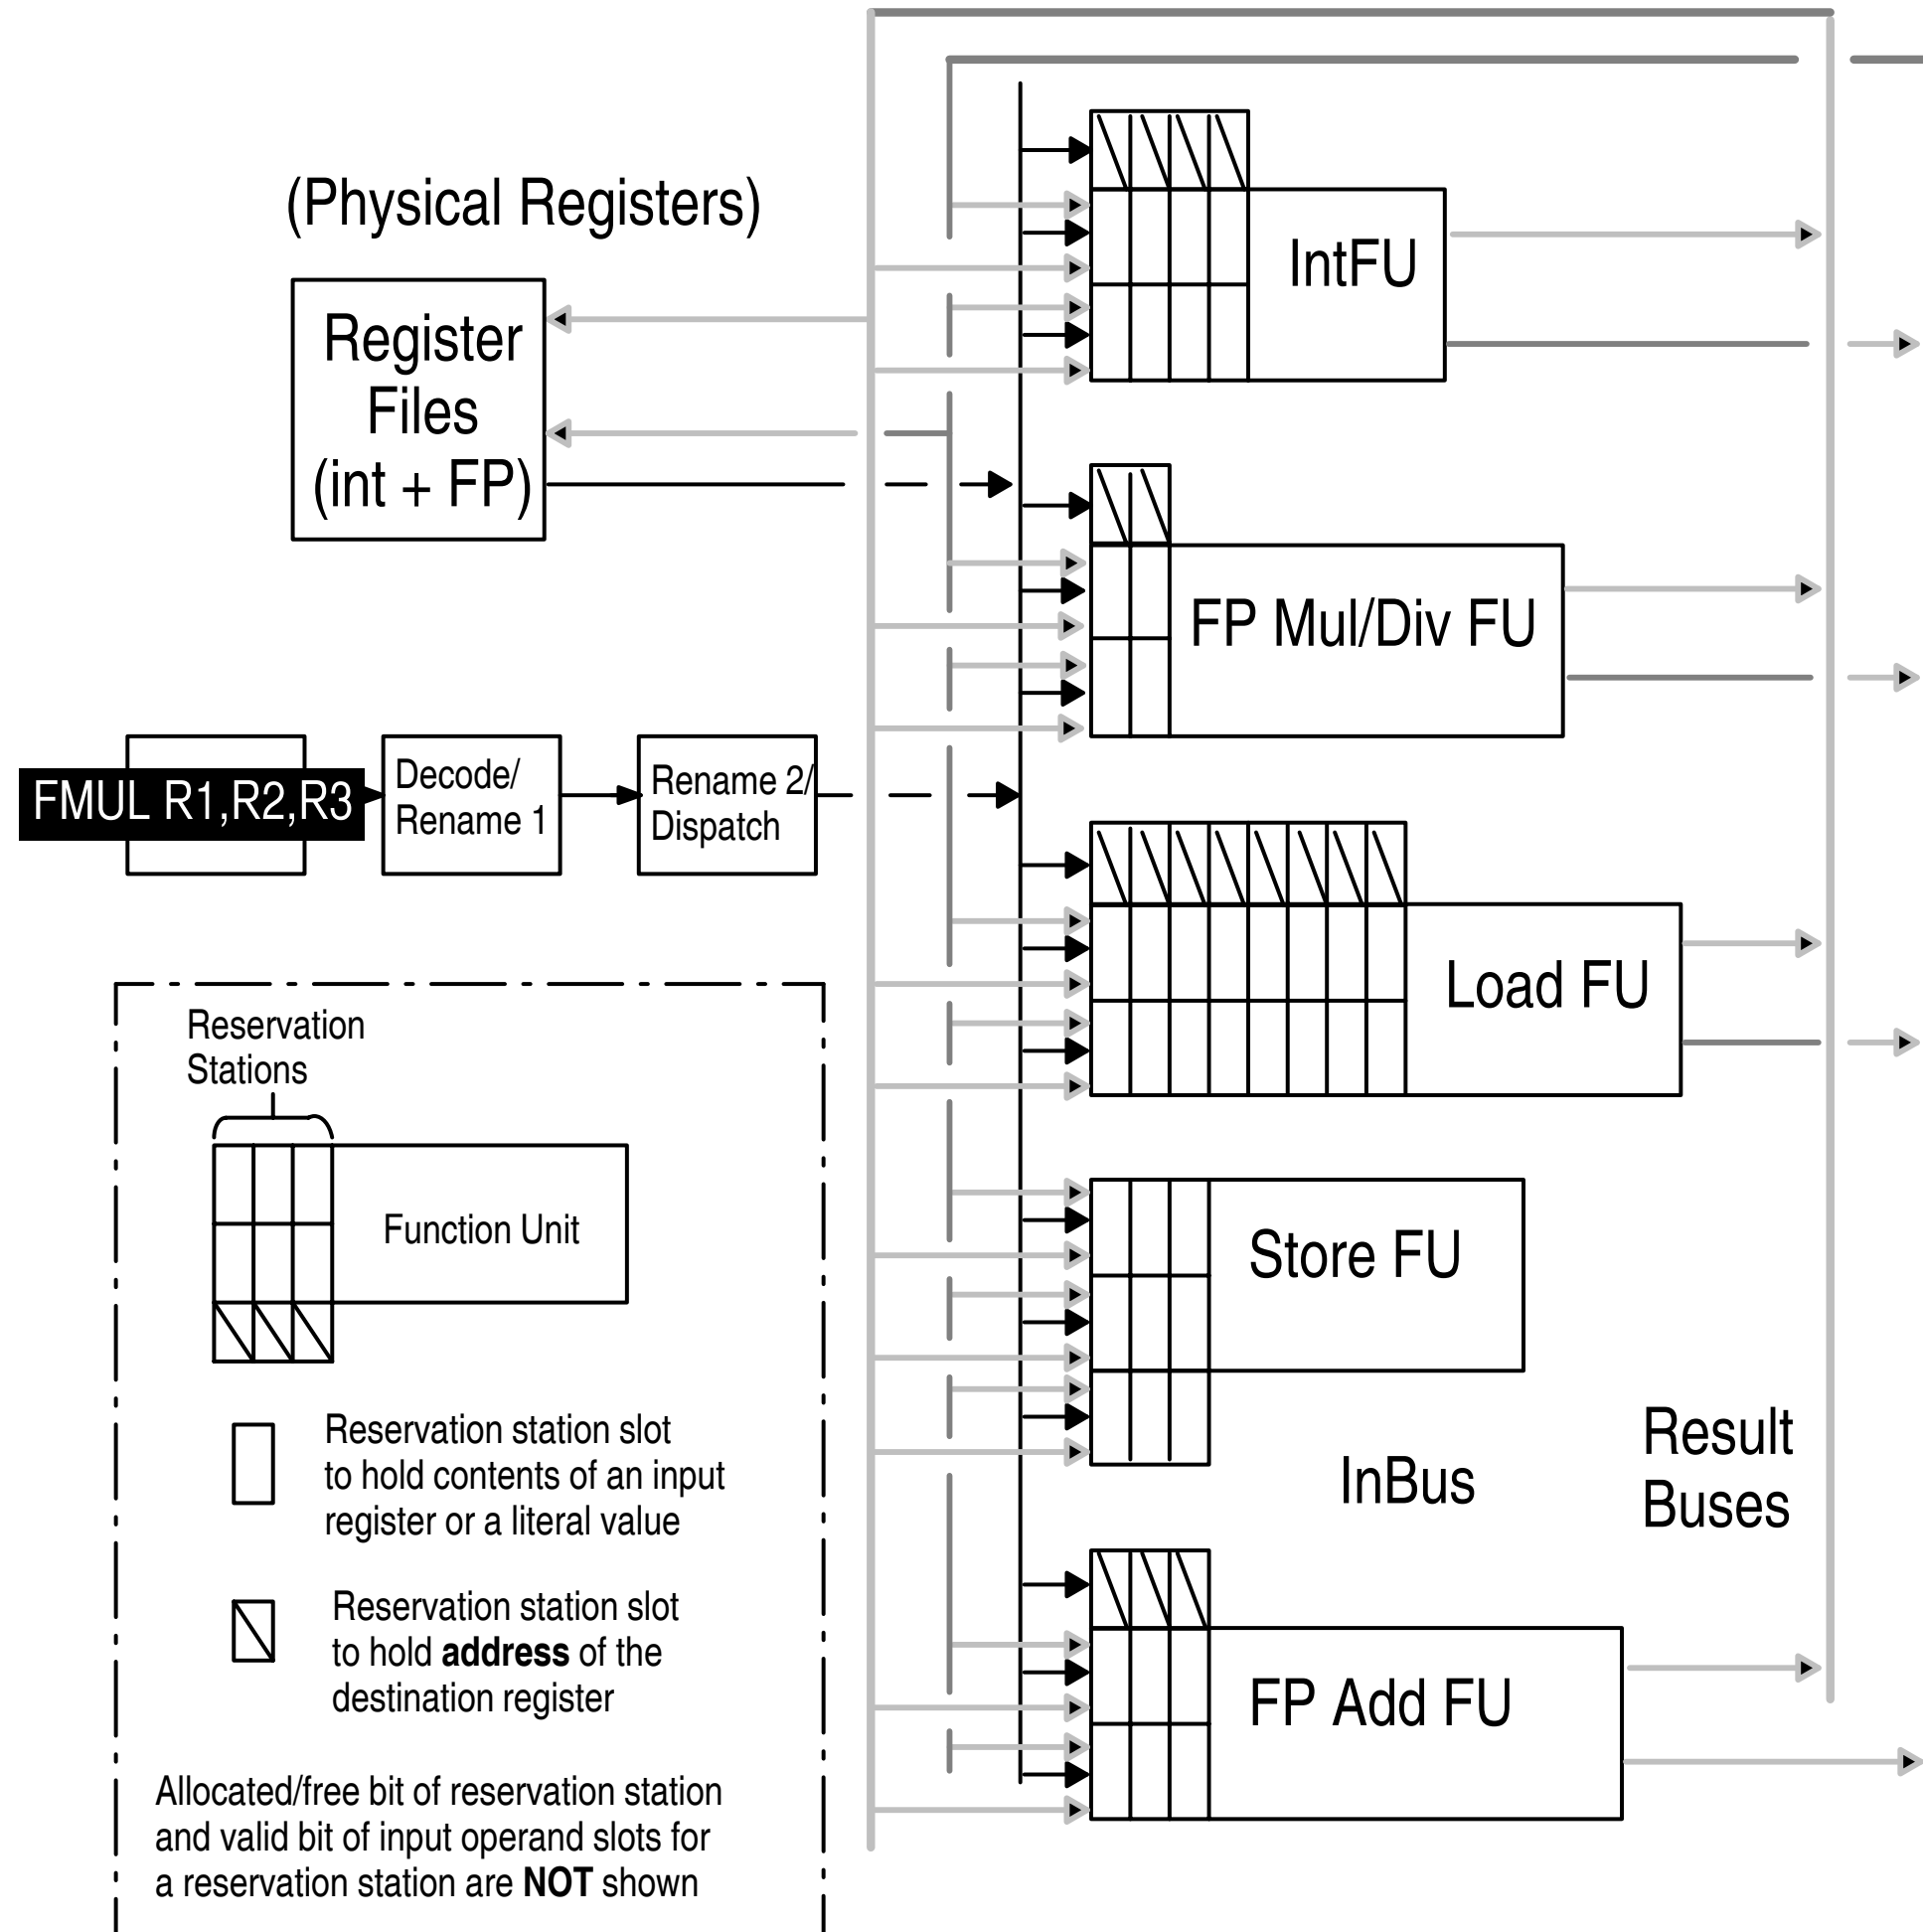 (Physical Registers)
Register
Files
(int + FP)
IntFU
FP Mul/Div FU
FMUL R1,R2,R3
Decode/
Rename 1
Rename 2/
Dispatch
Load FU
Reservation
Stations
Function Unit
Store FU
Reservation station slot
to hold contents of an input
register or a literal value
InBus
Result
Buses
Reservation station slot
to hold address of the
destination register
FP Add FU
Allocated/free bit of reservation station
and valid bit of input operand slots for
a reservation station are NOT shown